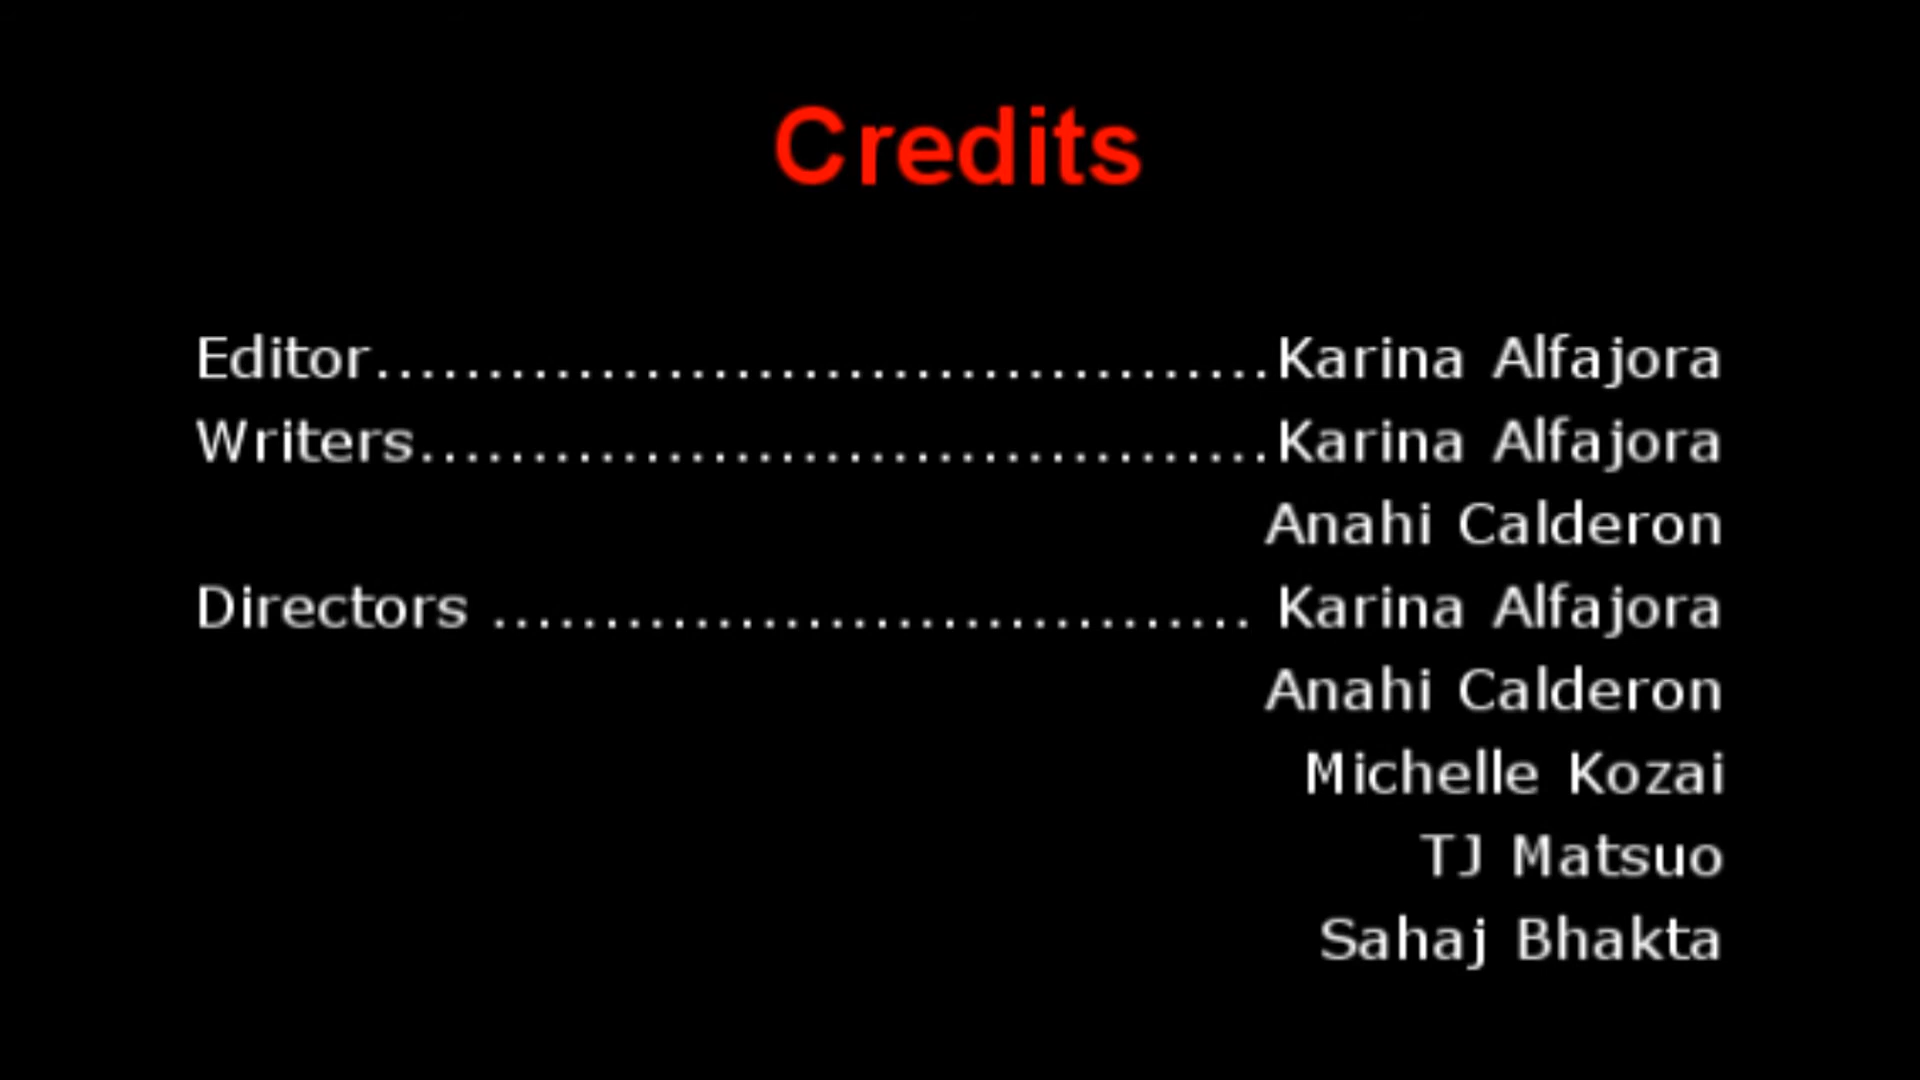 Credits
Editor........................................Karina Alfajora
Writers......................................Karina Alfajora
Anahi Calderon
Directors .................................. Karina Alfajora
Anahi Calderon
Michelle Kozai
TJ Matsuo
Sahaj Bhakta